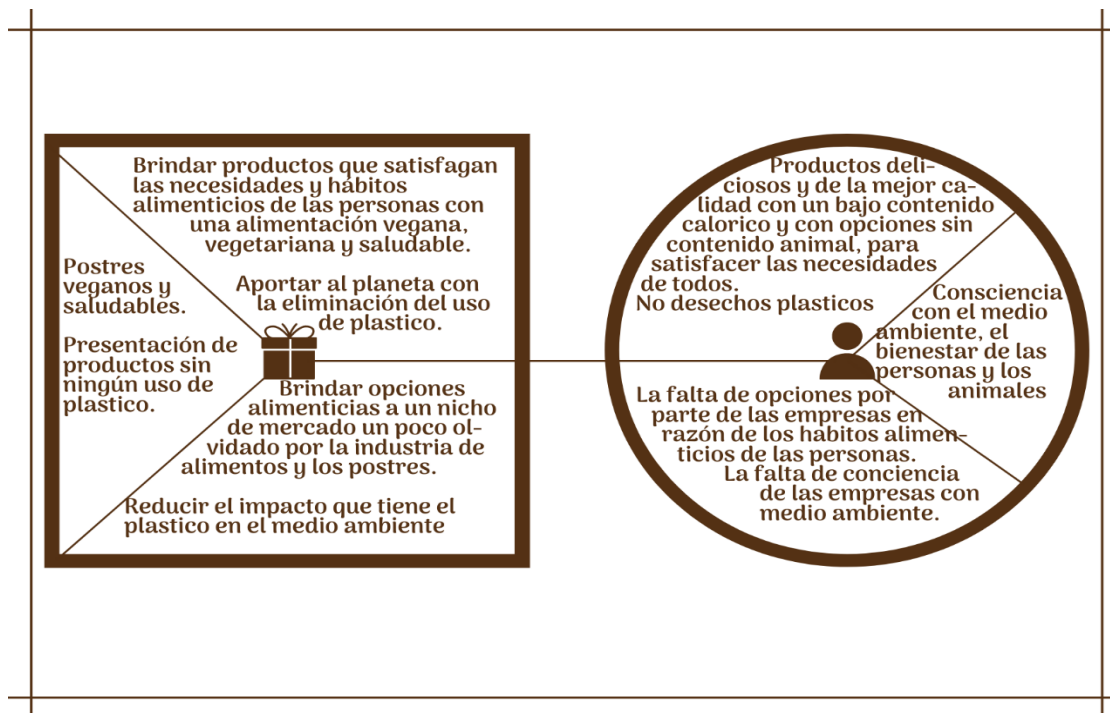 Brindar productos que satisfagan
las necesidades y hábitos
alimenticios de las personas con
una alimentación vegana,
vegetariana y saludable.
Aportar al planeta con
la eliminación del uso
de plastico.
Postres
veganos y
saludables.
Presentación de
productos sin
ningún uso de
plastico.
Brindar opciones
alimenticias a un nicho
de mercado un poco ol-
vidado por la industria de
alimentos y los postres.
Reducir el impacto que tiene el
plastico en el medio ambiente
Productos deli-
ciosos y de la mejor ca-
lidad con un bajo contenido
calorico y con opciones sin
contenido animal, para
satisfacer las necesidades
de todos.
No desechos plasticos
Consciencia
con el medio
ambiente, el
bienestar de las
personas y los
animales
La falta de opciones por
parte de las empresas en
razón de los habitos alimen-
ticios de las personas.
La falta de conciencia
de las empresas con
medio ambiente.